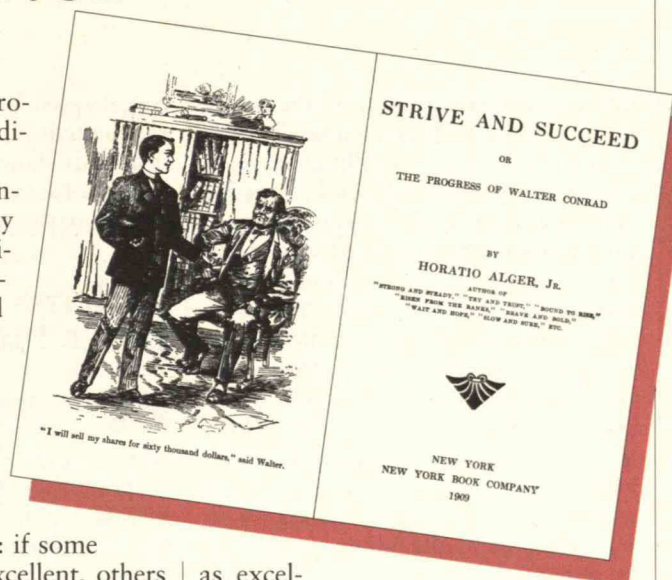 ro-
di-
n-
y
i-
-
l
"I will sell my shares for sixty thousand dollars," said Walter.
STRIVE AND SUCCEED
OR
THE PROGRESS OF WALTER CONRAD
BY
HORATIO ALGER, JR.
AUTHOR OF
"STRONG AND STEADY," "TRY AND TRUST," "BOUND TO RISE,"
"RISEN FROM THE RANKS," "BRAVE AND BOLD,"
"WAIT AND HOPE," "SLOW AND SURE," ETC.
NEW YORK
NEW YORK BOOK COMPANY
1909
: if some
xcellent, others | as excel-